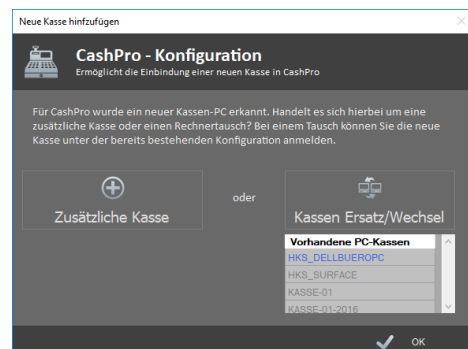 Neue Kasse hinfzufügen
CashPro - Konfiguration
Ermöglicht die Einbindung einer neuen Kasse in CashPro
Für CashPro wurde ein neuer Kassen-PC erkannt. Handelt es sich hierbei um eine
zusätzliche Kasse oder einen Rechnertausch? Bei einem Tausch können Sie die neue
Kasse unter der bereits bestehenden Konfiguration anmelden.
Zusätzliche Kasse
oder
Kassen Ersatz/Wechsel
Vorhandene PC-Kassen
HKS_DELLBUEROPC
HKS_SURFACE
KASSE-01
KASSE-01-2016
OK